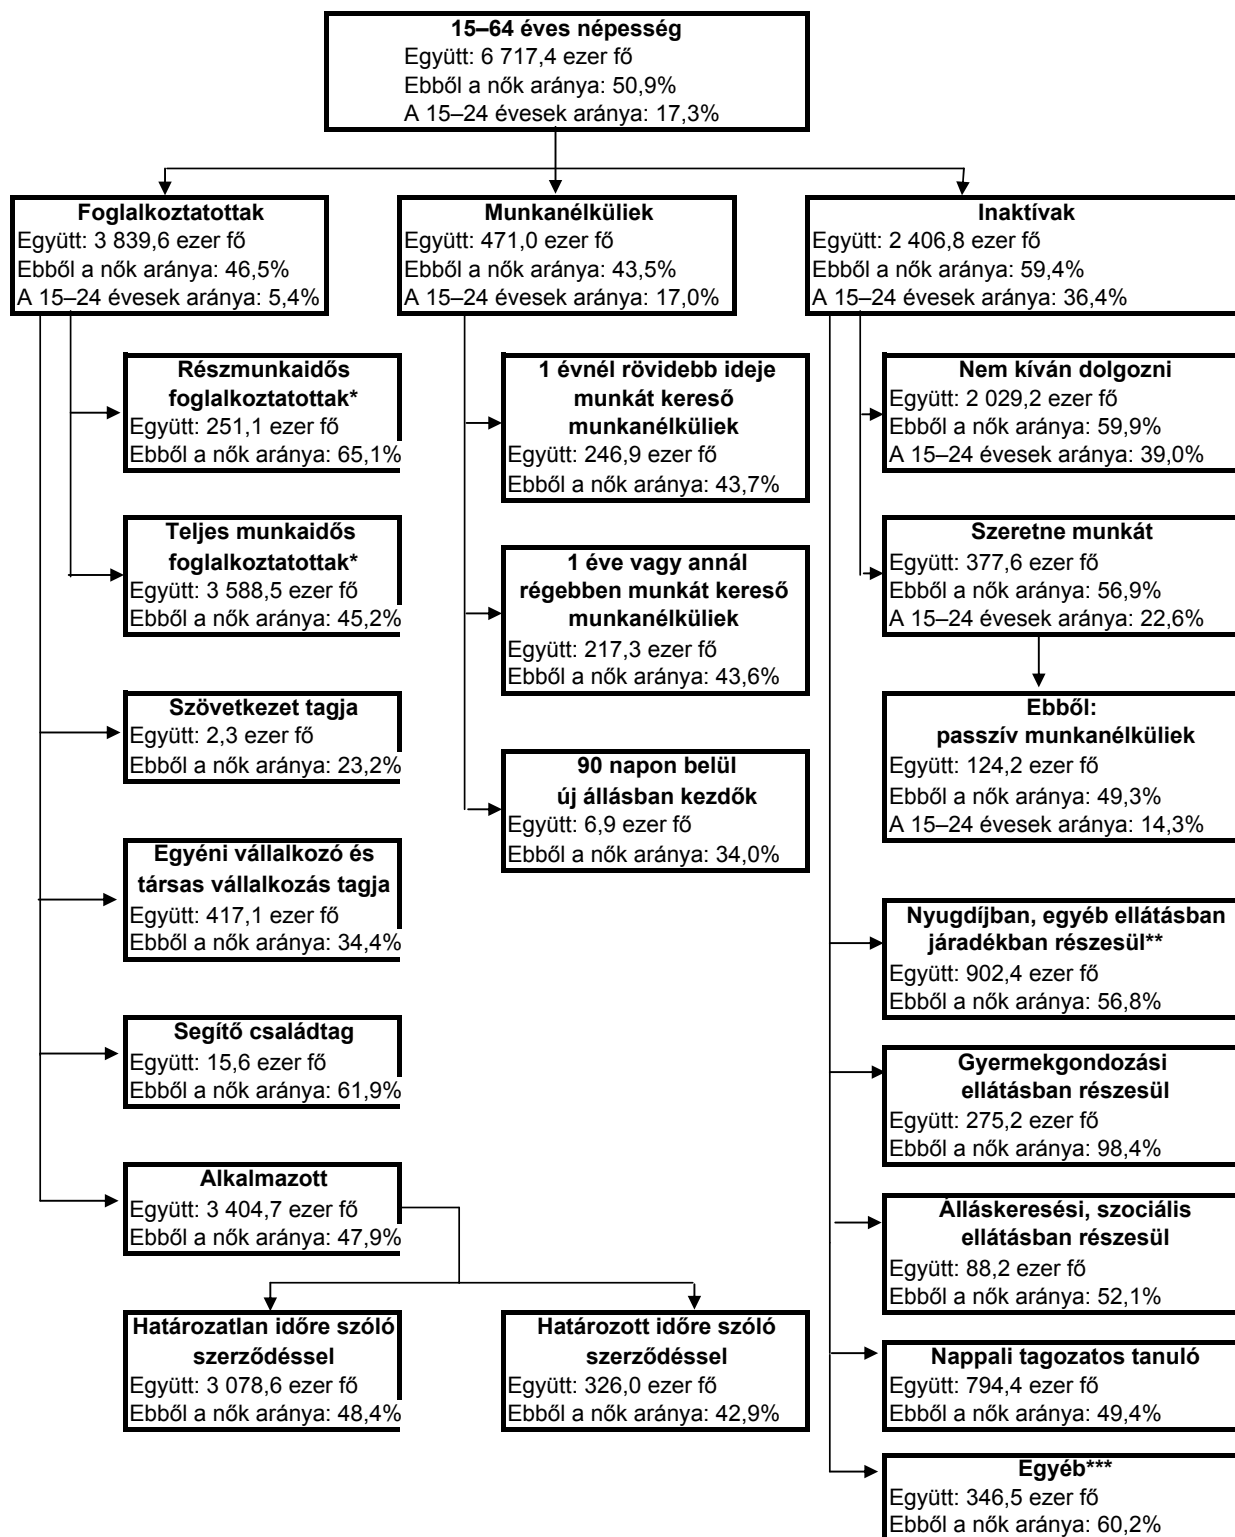 15–64 éves népesség
Együtt: 6 717,4 ezer fő
Ebből a nők aránya: 50,9%
A 15–24 évesek aránya: 17,3%
Foglalkoztatottak
Együtt: 3 839,6 ezer fő
Ebből a nők aránya: 46,5%
A 15–24 évesek aránya: 5,4%
Munkanélküliek
Együtt: 471,0 ezer fő
Ebből a nők aránya: 43,5%
A 15–24 évesek aránya: 17,0%
Inaktívak
Együtt: 2 406,8 ezer fő
Ebből a nők aránya: 59,4%
A 15–24 évesek aránya: 36,4%
Részmunkaidős
foglalkoztatottak*
Együtt: 251,1 ezer fő
Ebből a nők aránya: 65,1%
Teljes munkaidős
foglalkoztatottak*
Együtt: 3 588,5 ezer fő
Ebből a nők aránya: 45,2%
Szövetkezet tagja
Együtt: 2,3 ezer fő
Ebből a nők aránya: 23,2%
Egyéni vállalkozó és
társas vállalkozás tagja
Együtt: 417,1 ezer fő
Ebből a nők aránya: 34,4%
Segítő családtag
Együtt: 15,6 ezer fő
Ebből a nők aránya: 61,9%
Alkalmazott
Együtt: 3 404,7 ezer fő
Ebből a nők aránya: 47,9%
Határozatlan időre szóló
szerződéssel
Együtt: 3 078,6 ezer fő
Ebből a nők aránya: 48,4%
Határozott időre szóló
szerződéssel
Együtt: 326,0 ezer fő
Ebből a nők aránya: 42,9%
1 évnél rövidebb ideje
munkát kereső
munkanélküliek
Együtt: 246,9 ezer fő
Ebből a nők aránya: 43,7%
1 éve vagy annál
régebben munkát kereső
munkanélküliek
Együtt: 217,3 ezer fő
Ebből a nők aránya: 43,6%
90 napon belül
új állásban kezdők
Együtt: 6,9 ezer fő
Ebből a nők aránya: 34,0%
Nem kíván dolgozni
Együtt: 2 029,2 ezer fő
Ebből a nők aránya: 59,9%
A 15–24 évesek aránya: 39,0%
Szeretne munkát
Együtt: 377,6 ezer fő
Ebből a nők aránya: 56,9%
A 15–24 évesek aránya: 22,6%
Ebből:
passzív munkanélküliek
Együtt: 124,2 ezer fő
Ebből a nők aránya: 49,3%
A 15–24 évesek aránya: 14,3%
Nyugdíjban, egyéb ellátásban
járadékban részesül**
Együtt: 902,4 ezer fő
Ebből a nők aránya: 56,8%
Gyermekgondozási
ellátásban részesül
Együtt: 275,2 ezer fő
Ebből a nők aránya: 98,4%
Álláskeresési, szociális
ellátásban részesül
Együtt: 88,2 ezer fő
Ebből a nők aránya: 52,1%
Nappali tagozatos tanuló
Együtt: 794,4 ezer fő
Ebből a nők aránya: 49,4%
Egyéb***
Együtt: 346,5 ezer fő
Ebből a nők aránya: 60,2%